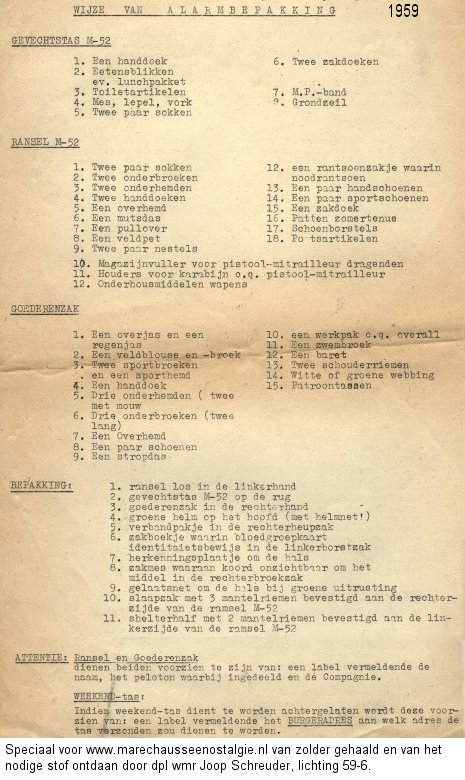 WIJZE VAN ALARMBEPAKKING
1959
GEVECHTSTAS M-52
1. Een handdoek
2. Eetensblikken
ev. lunchpakket
3. Toiletartikelen
4. Mes, lepel, vork
5. Twee paar sokken
6. Twee zakdoeken
7. M.P.-band
8. Grondzeil
RANSEL M-52
1. Twee paar sokken
2. Twee onderbroeken
3. Twee onderhemden
4. Twee handdoeken
5. Een overhemd
6. Een mutsdas
7. Een pullover
8. Een veldpet
9. Twee paar nestels
12. een rantsoenzakje waarin
noodrantsoen
13. Een paar handschoenen
14. Een paar sportschoenen
15. Een zakdoek
16. Patten zomertenue
17. Schoenborstels
18. Poetsartikelen
10. Magazijnvuller voor pistool-mitrailleur dragenden
11. Houders voor karabijn c.q. pistool-mitrailleur
12. Onderhousmiddelen wapens
GOEDERENZAK
1. Een overjas en een
regenjas
2. Een veldblouse en -broek
3. Twee sportbroeken
en een sporthemd
4. Een handdoek
5. Drie onderhemden ( twee
met mouw
6. Drie onderbroeken (twee
lang)
7. Een Overhemd
8. Een paar schoenen
9. Een stropdas
10. een werkpak c.q. overall
11. Een zwembroek
12. Een baret
13. Twee schouderriemen
14. Witte of groene webbing
15. Patroontassen
BEPAKKING:
1. ransel los in de linkerhand
2. gevechtstas M-52 op de rug
3. goederenzak in de rechterhand
4. groene helm op het hoofd (met helmnet!)
5. verbandpakje in de rechterheupzak
6. zakboekje waarin bloedgroepkaart
identiteitsbewijs in de linkerborstzak
7. herkenningsplaatje om de hals
8. zakmes waaraan koord onzichtbaar om het
middel in de rechterbroekzak
9. gelaatsnet om de hals bij groene uitrusting
10. slaapzak met 3 mantelriemen bevestigd aan de rechter-
zijde van de ramsel M-52
11. shelterhalf met 2 mantelriemen bevestigd aan de lin-
kerzijde van de ramsel M-52
ATTENTIE: Ransel en Goederenzak
dienen beiden voorzien te zijn van: een label vermeldende de
naam, het peloton waarbij ingedeeld en de Compagnie.
WEEKEND-tas:
Indien weekend-tas dient te worden achtergelaten wordt deze voor-
zien van: een label vermeldende het BURGERADRES aan welk adres de
tas verzonden zou dienen te worden.
Speciaal voor www.marechausseenostalgie.nl van zolder gehaald en van het
nodige stof ontdaan door dpl wmr Joop Schreuder, lichting 59-6.